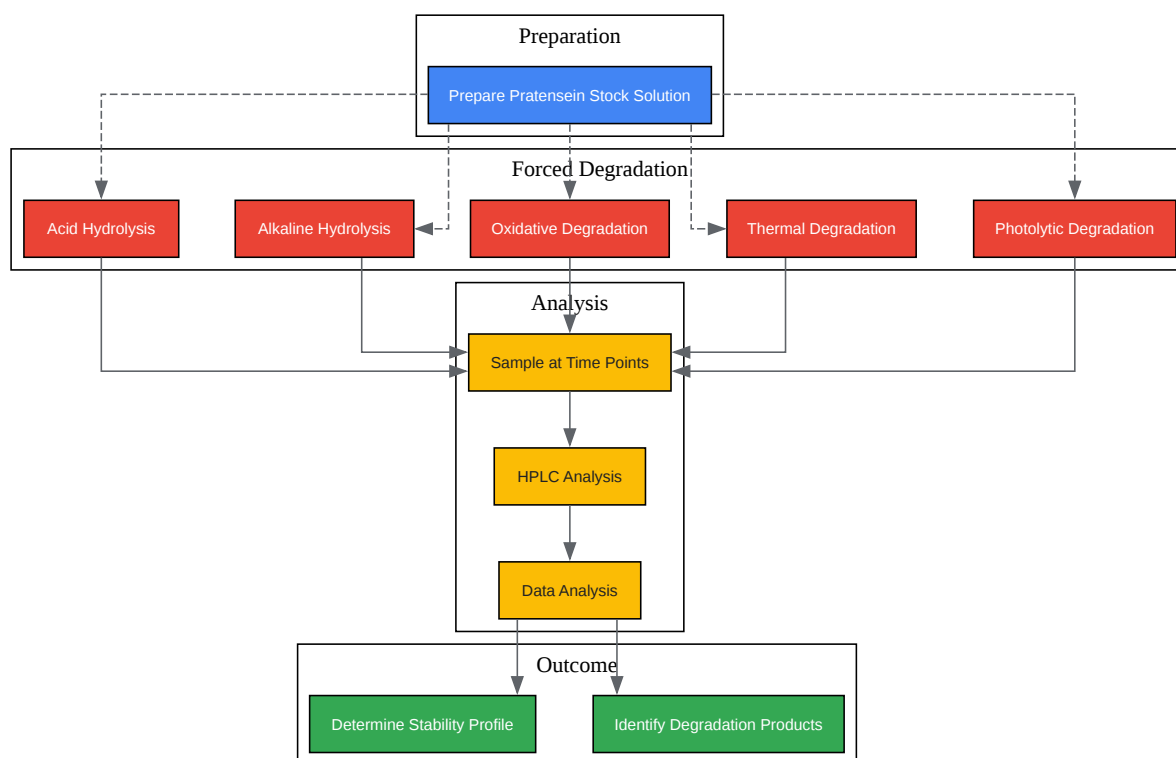 Preparation
Prepare Pratensein Stock Solution
Forced Degradation
Acid Hydrolysis
Alkaline Hydrolysis
Oxidative Degradation
Thermal Degradation
Photolytic Degradation
Analysis
Sample at Time Points
HPLC Analysis
Data Analysis
Outcome
Determine Stability Profile
Identify Degradation Products